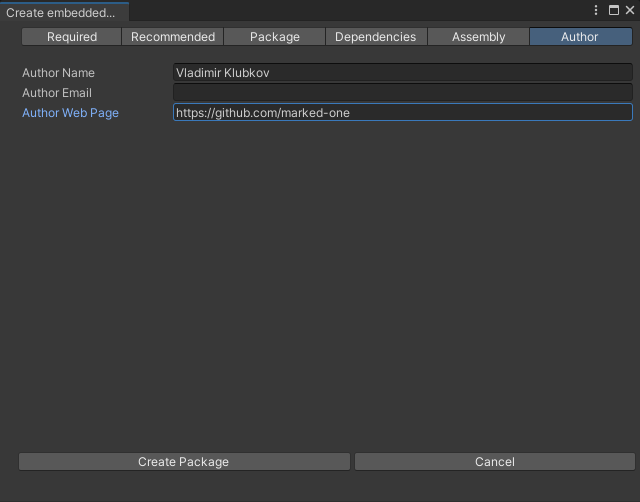 Create embedded...
Required Recommended Package Dependencies Assembly Author
Author Name Vladimir Klubkov
Author Email
Author Web Page https://github.com/marked-one
Create Package Cancel